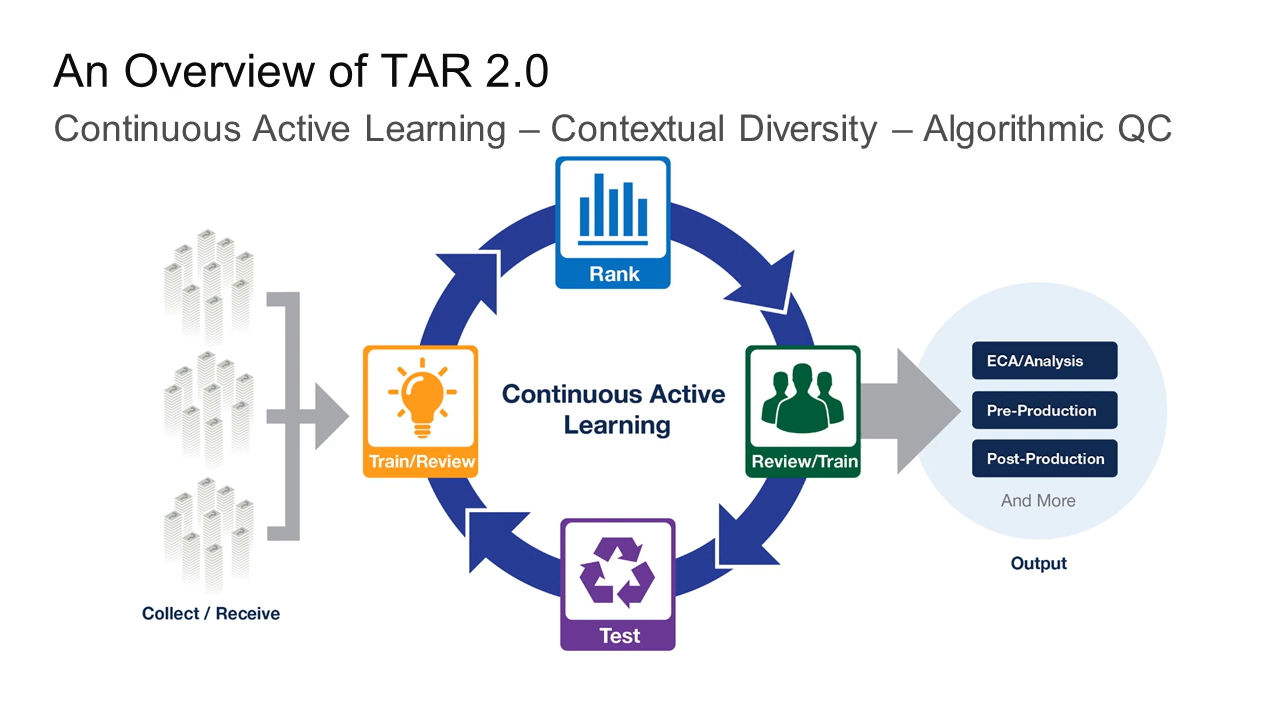 An Overview of TAR 2.0
Continuous Active Learning – Contextual Diversity – Algorithmic QC
Rank
Continuous Active
Learning
Train/Review
Review/Train
Test
Collect / Receive
ECA/Analysis
Pre-Production
Post-Production
And More
Output